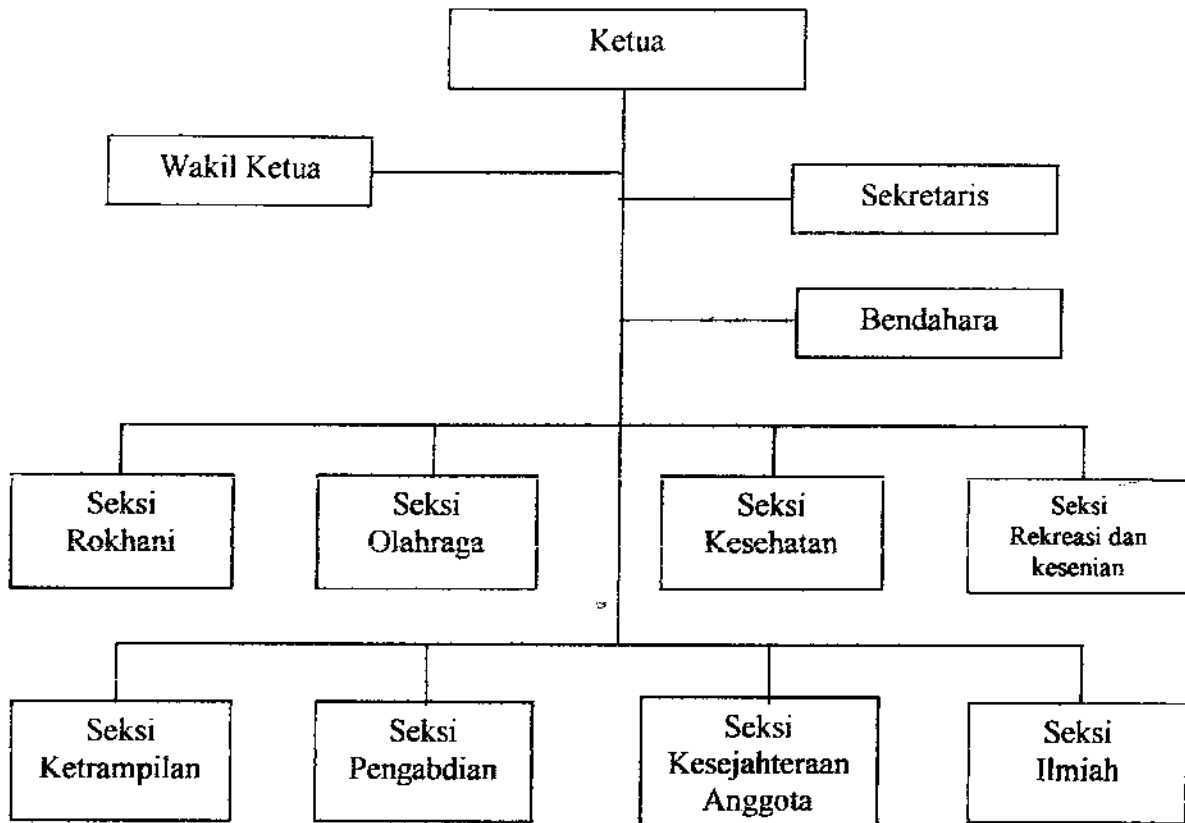 Ketua
Wakil Ketua
Sekretaris
Bendahara
Seksi
Rokhani
Seksi
Olahraga
Seksi
Kesehatan
Seksi
Rekreasi dan
kesenian
Seksi
Ketrampilan
Seksi
Pengabdian
Seksi
Kesejahteraan
Anggota
Seksi
Ilmiah